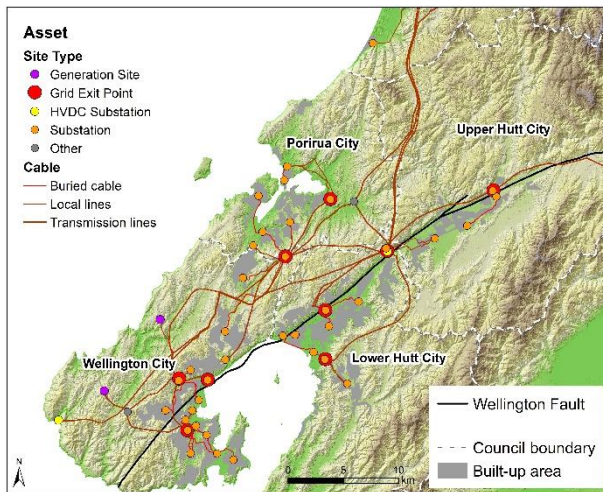 Asset
Site Type
Generation Site
Grid Exit Point
HVDC Substation
Substation
Other
Cable
Buried cable
Local lines
Transmission lines
Porirua City
Upper Hutt City
Wellington City
Lower Hutt City
Wellington Fault
Council boundary
Built-up area
N
0 5 10
km